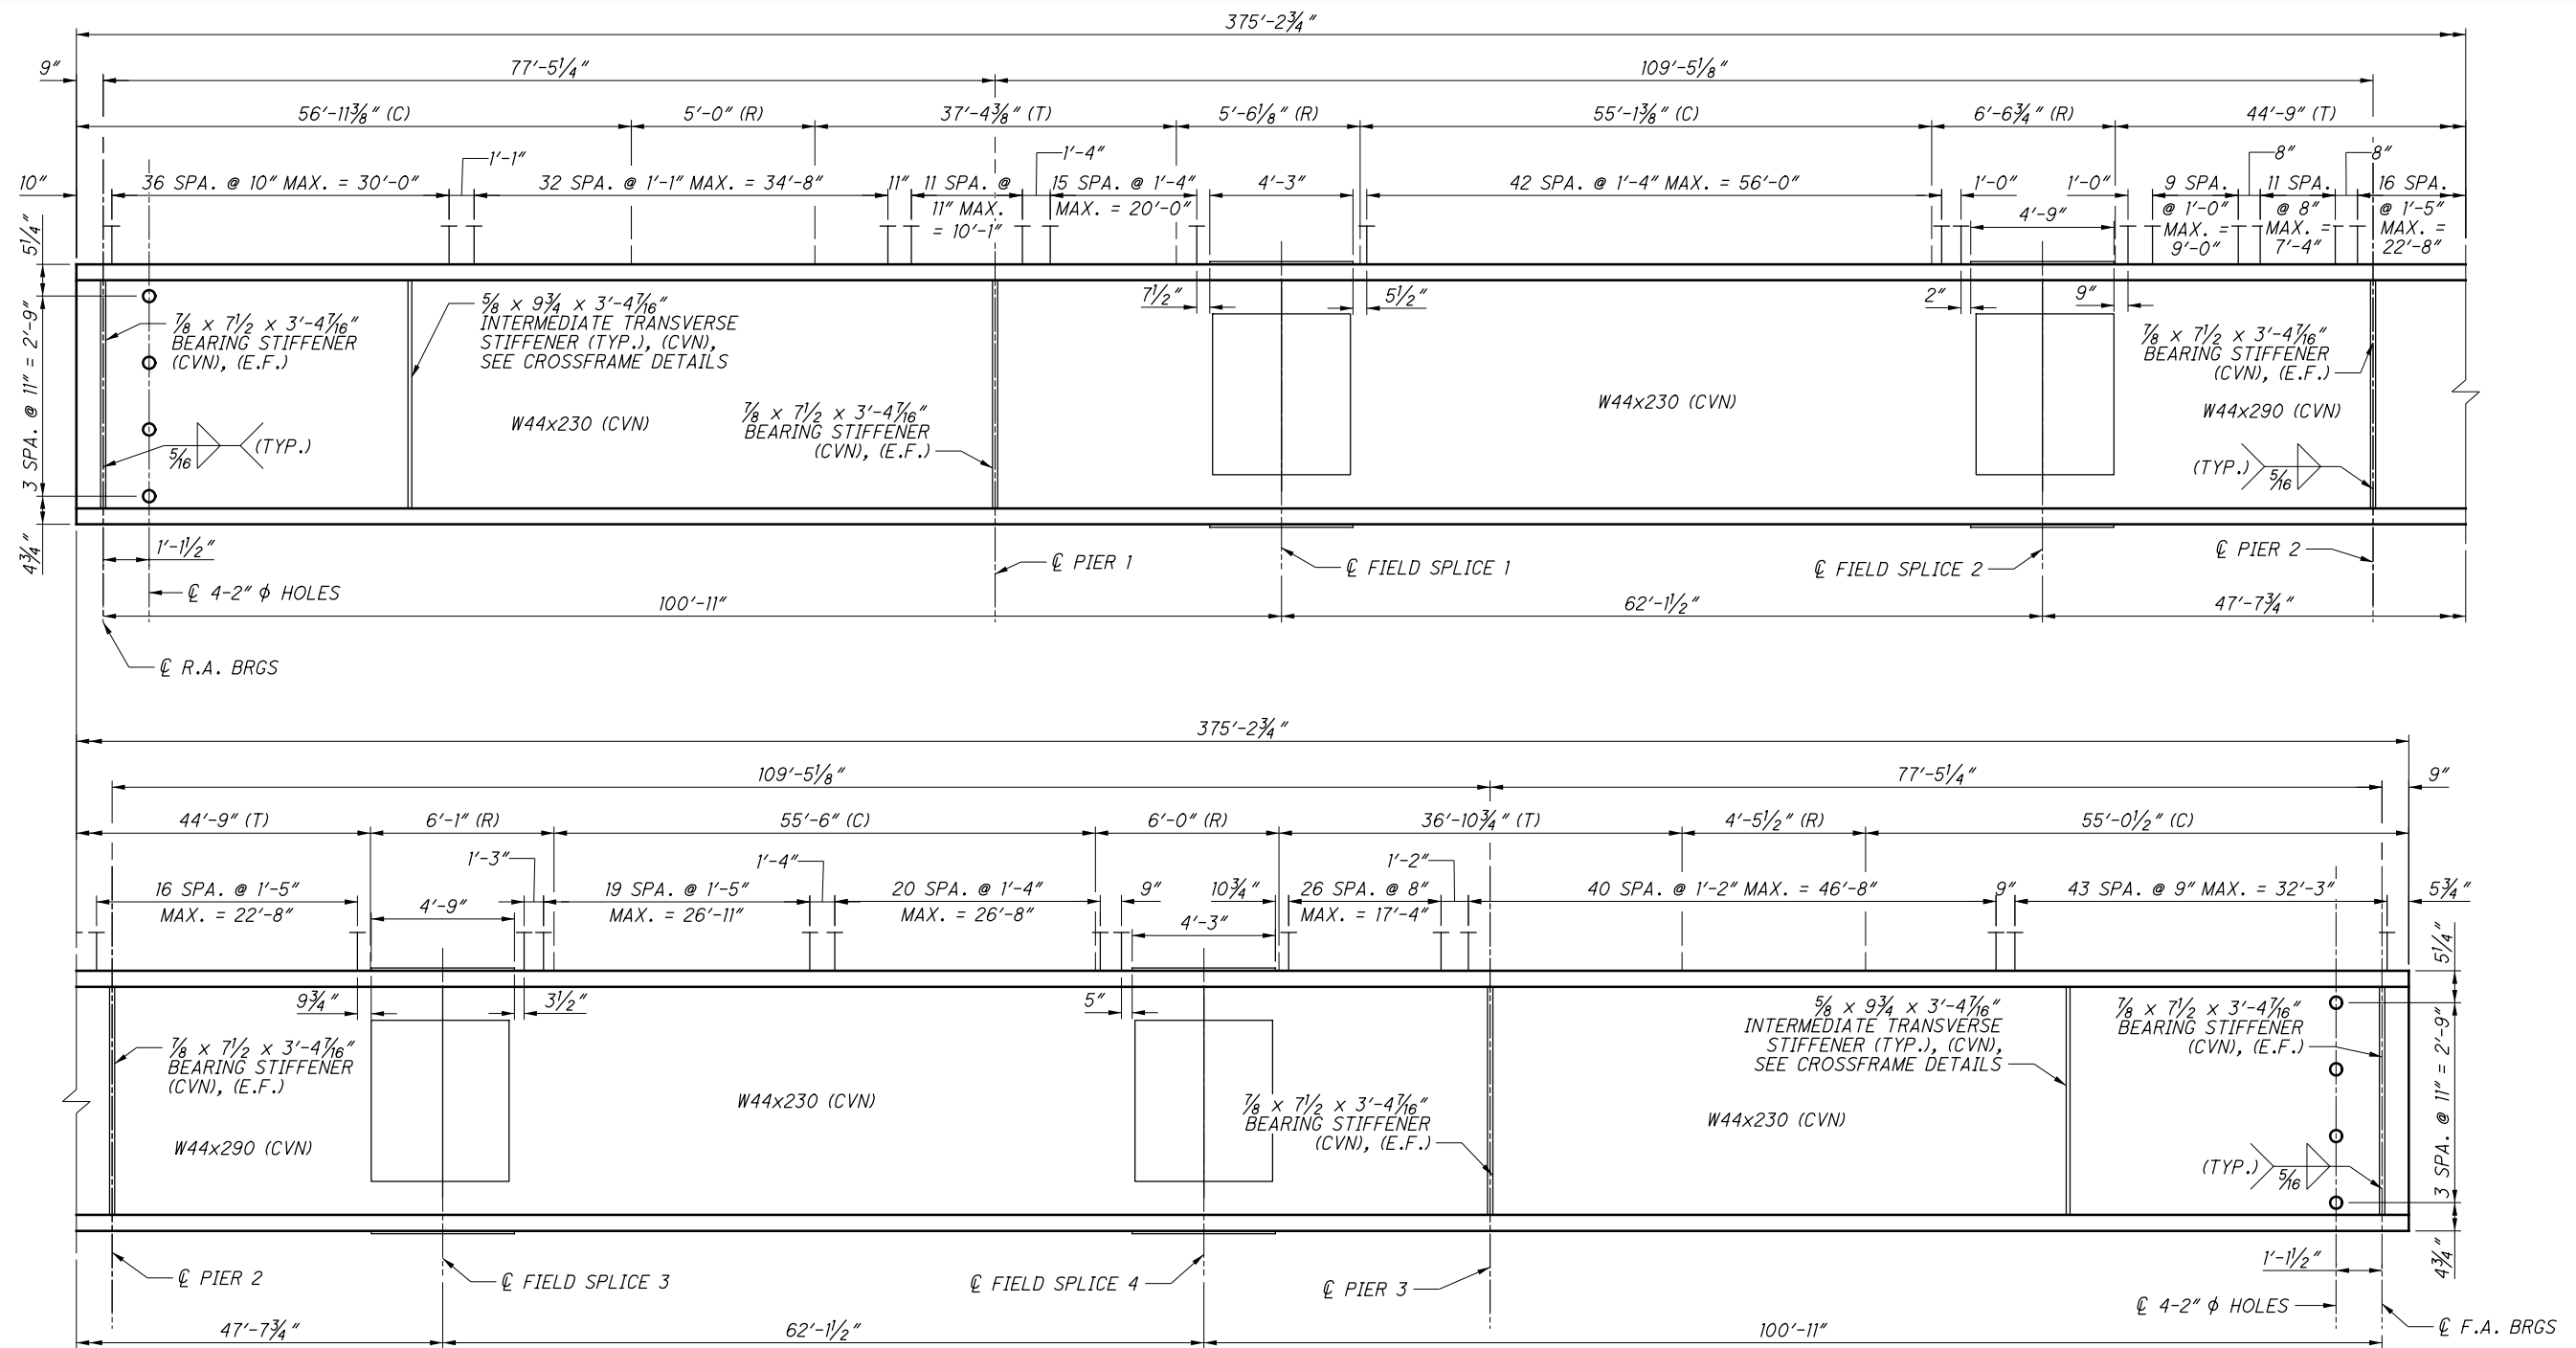 375'-2¾"
9"
77'-5¼"
109'-5⅛"
56'-11⅜" (C)
5'-0" (R)
37'-4⅜" (T)
5'-6⅛" (R)
55'-1⅜" (C)
6'-6¾" (R)
44'-9" (T)
1'-1"
1'-4"
8"
8"
10"
36 SPA. @ 10" MAX. = 30'-0"
32 SPA. @ 1'-1" MAX. = 34'-8"
11"
11 SPA. @
11" MAX.
= 10'-1"
15 SPA. @ 1'-4"
MAX. = 20'-0"
4'-3"
42 SPA. @ 1'-4" MAX. = 56'-0"
1'-0"
1'-0"
4'-9"
9 SPA.
@ 1'-0"
MAX. =
9'-0"
11 SPA.
@ 8"
MAX. =
7'-4"
16 SPA.
@ 1'-5"
MAX. =
22'-8"
5¼"
3 SPA. @ 11" = 2'-9"
4¾"
7½"
5½"
2"
9"
⅞ x 7½ x 3'-4⁷⁄₁₆"
BEARING STIFFENER
(CVN), (E.F.)
⅝ x 9¾ x 3'-4⁷⁄₁₆"
INTERMEDIATE TRANSVERSE
STIFFENER (TYP.), (CVN),
SEE CROSSFRAME DETAILS
W44x230 (CVN)
⅞ x 7½ x 3'-4⁷⁄₁₆"
BEARING STIFFENER
(CVN), (E.F.)
W44x230 (CVN)
⅞ x 7½ x 3'-4⁷⁄₁₆"
BEARING STIFFENER
(CVN), (E.F.)
W44x290 (CVN)
5⁄16
(TYP.)
(TYP.)
5⁄16
1'-1½"
℄ 4-2" ϕ HOLES
℄ PIER 1
℄ FIELD SPLICE 1
℄ FIELD SPLICE 2
℄ PIER 2
100'-11"
62'-1½"
47'-7¾"
℄ R.A. BRGS
375'-2¾"
109'-5⅛"
77'-5¼"
9"
44'-9" (T)
6'-1" (R)
55'-6" (C)
6'-0" (R)
36'-10¾" (T)
4'-5½" (R)
55'-0½" (C)
1'-3"
1'-4"
1'-2"
16 SPA. @ 1'-5"
MAX. = 22'-8"
4'-9"
19 SPA. @ 1'-5"
MAX. = 26'-11"
20 SPA. @ 1'-4"
MAX. = 26'-8"
9"
10¾"
4'-3"
26 SPA. @ 8"
MAX. = 17'-4"
40 SPA. @ 1'-2" MAX. = 46'-8"
9"
43 SPA. @ 9" MAX. = 32'-3"
5¾"
5¼"
3 SPA. @ 11" = 2'-9"
4¾"
9¾"
3½"
5"
⅞ x 7½ x 3'-4⁷⁄₁₆"
BEARING STIFFENER
(CVN), (E.F.)
W44x290 (CVN)
W44x230 (CVN)
⅞ x 7½ x 3'-4⁷⁄₁₆"
BEARING STIFFENER
(CVN), (E.F.)
⅝ x 9¾ x 3'-4⁷⁄₁₆"
INTERMEDIATE TRANSVERSE
STIFFENER (TYP.), (CVN),
SEE CROSSFRAME DETAILS
W44x230 (CVN)
⅞ x 7½ x 3'-4⁷⁄₁₆"
BEARING STIFFENER
(CVN), (E.F.)
(TYP.)
5⁄16
1'-1½"
℄ PIER 2
℄ FIELD SPLICE 3
℄ FIELD SPLICE 4
℄ PIER 3
℄ 4-2" ϕ HOLES
℄ F.A. BRGS
47'-7¾"
62'-1½"
100'-11"